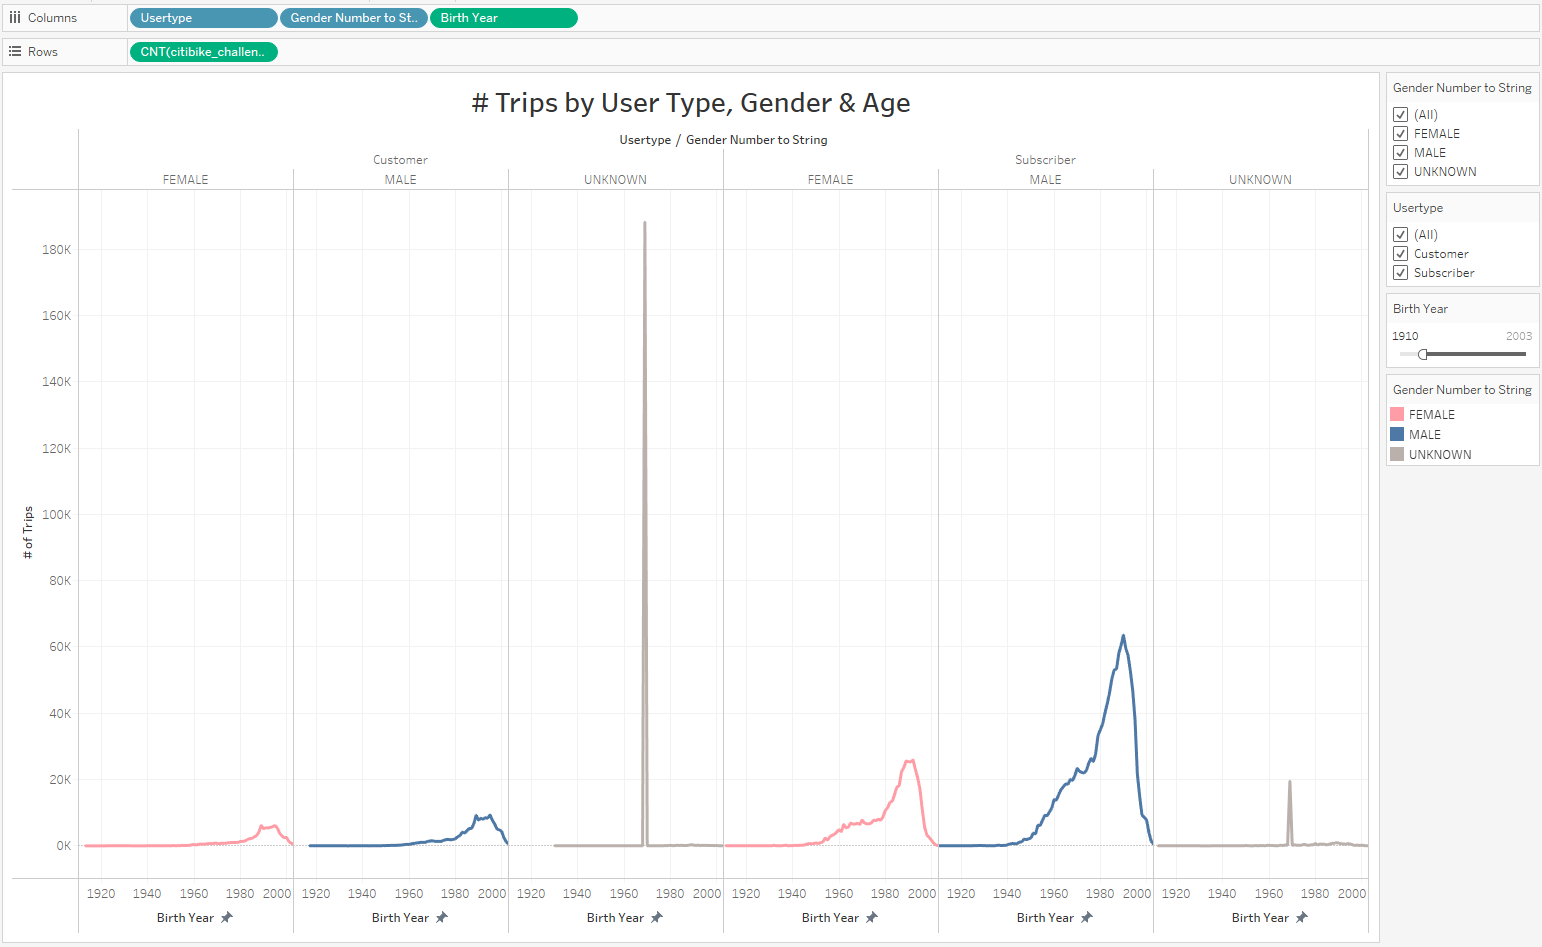 Columns
Usertype
Gender Number to St..
Birth Year
Rows
CNT(citibike_challen..
# Trips by User Type, Gender & Age
Usertype / Gender Number to String
Customer
Subscriber
FEMALE
MALE
UNKNOWN
FEMALE
MALE
UNKNOWN
# of Trips
180K
160K
140K
120K
100K
80K
60K
40K
20K
0K
1920 1940 1960 1980 2000
1920 1940 1960 1980 2000
1920 1940 1960 1980 2000
1920 1940 1960 1980 2000
1920 1940 1960 1980 2000
1920 1940 1960 1980 2000
Birth Year
Birth Year
Birth Year
Birth Year
Birth Year
Birth Year
Gender Number to String
(All)
FEMALE
MALE
UNKNOWN
Usertype
(All)
Customer
Subscriber
Birth Year
1910 2003
Gender Number to String
FEMALE
MALE
UNKNOWN